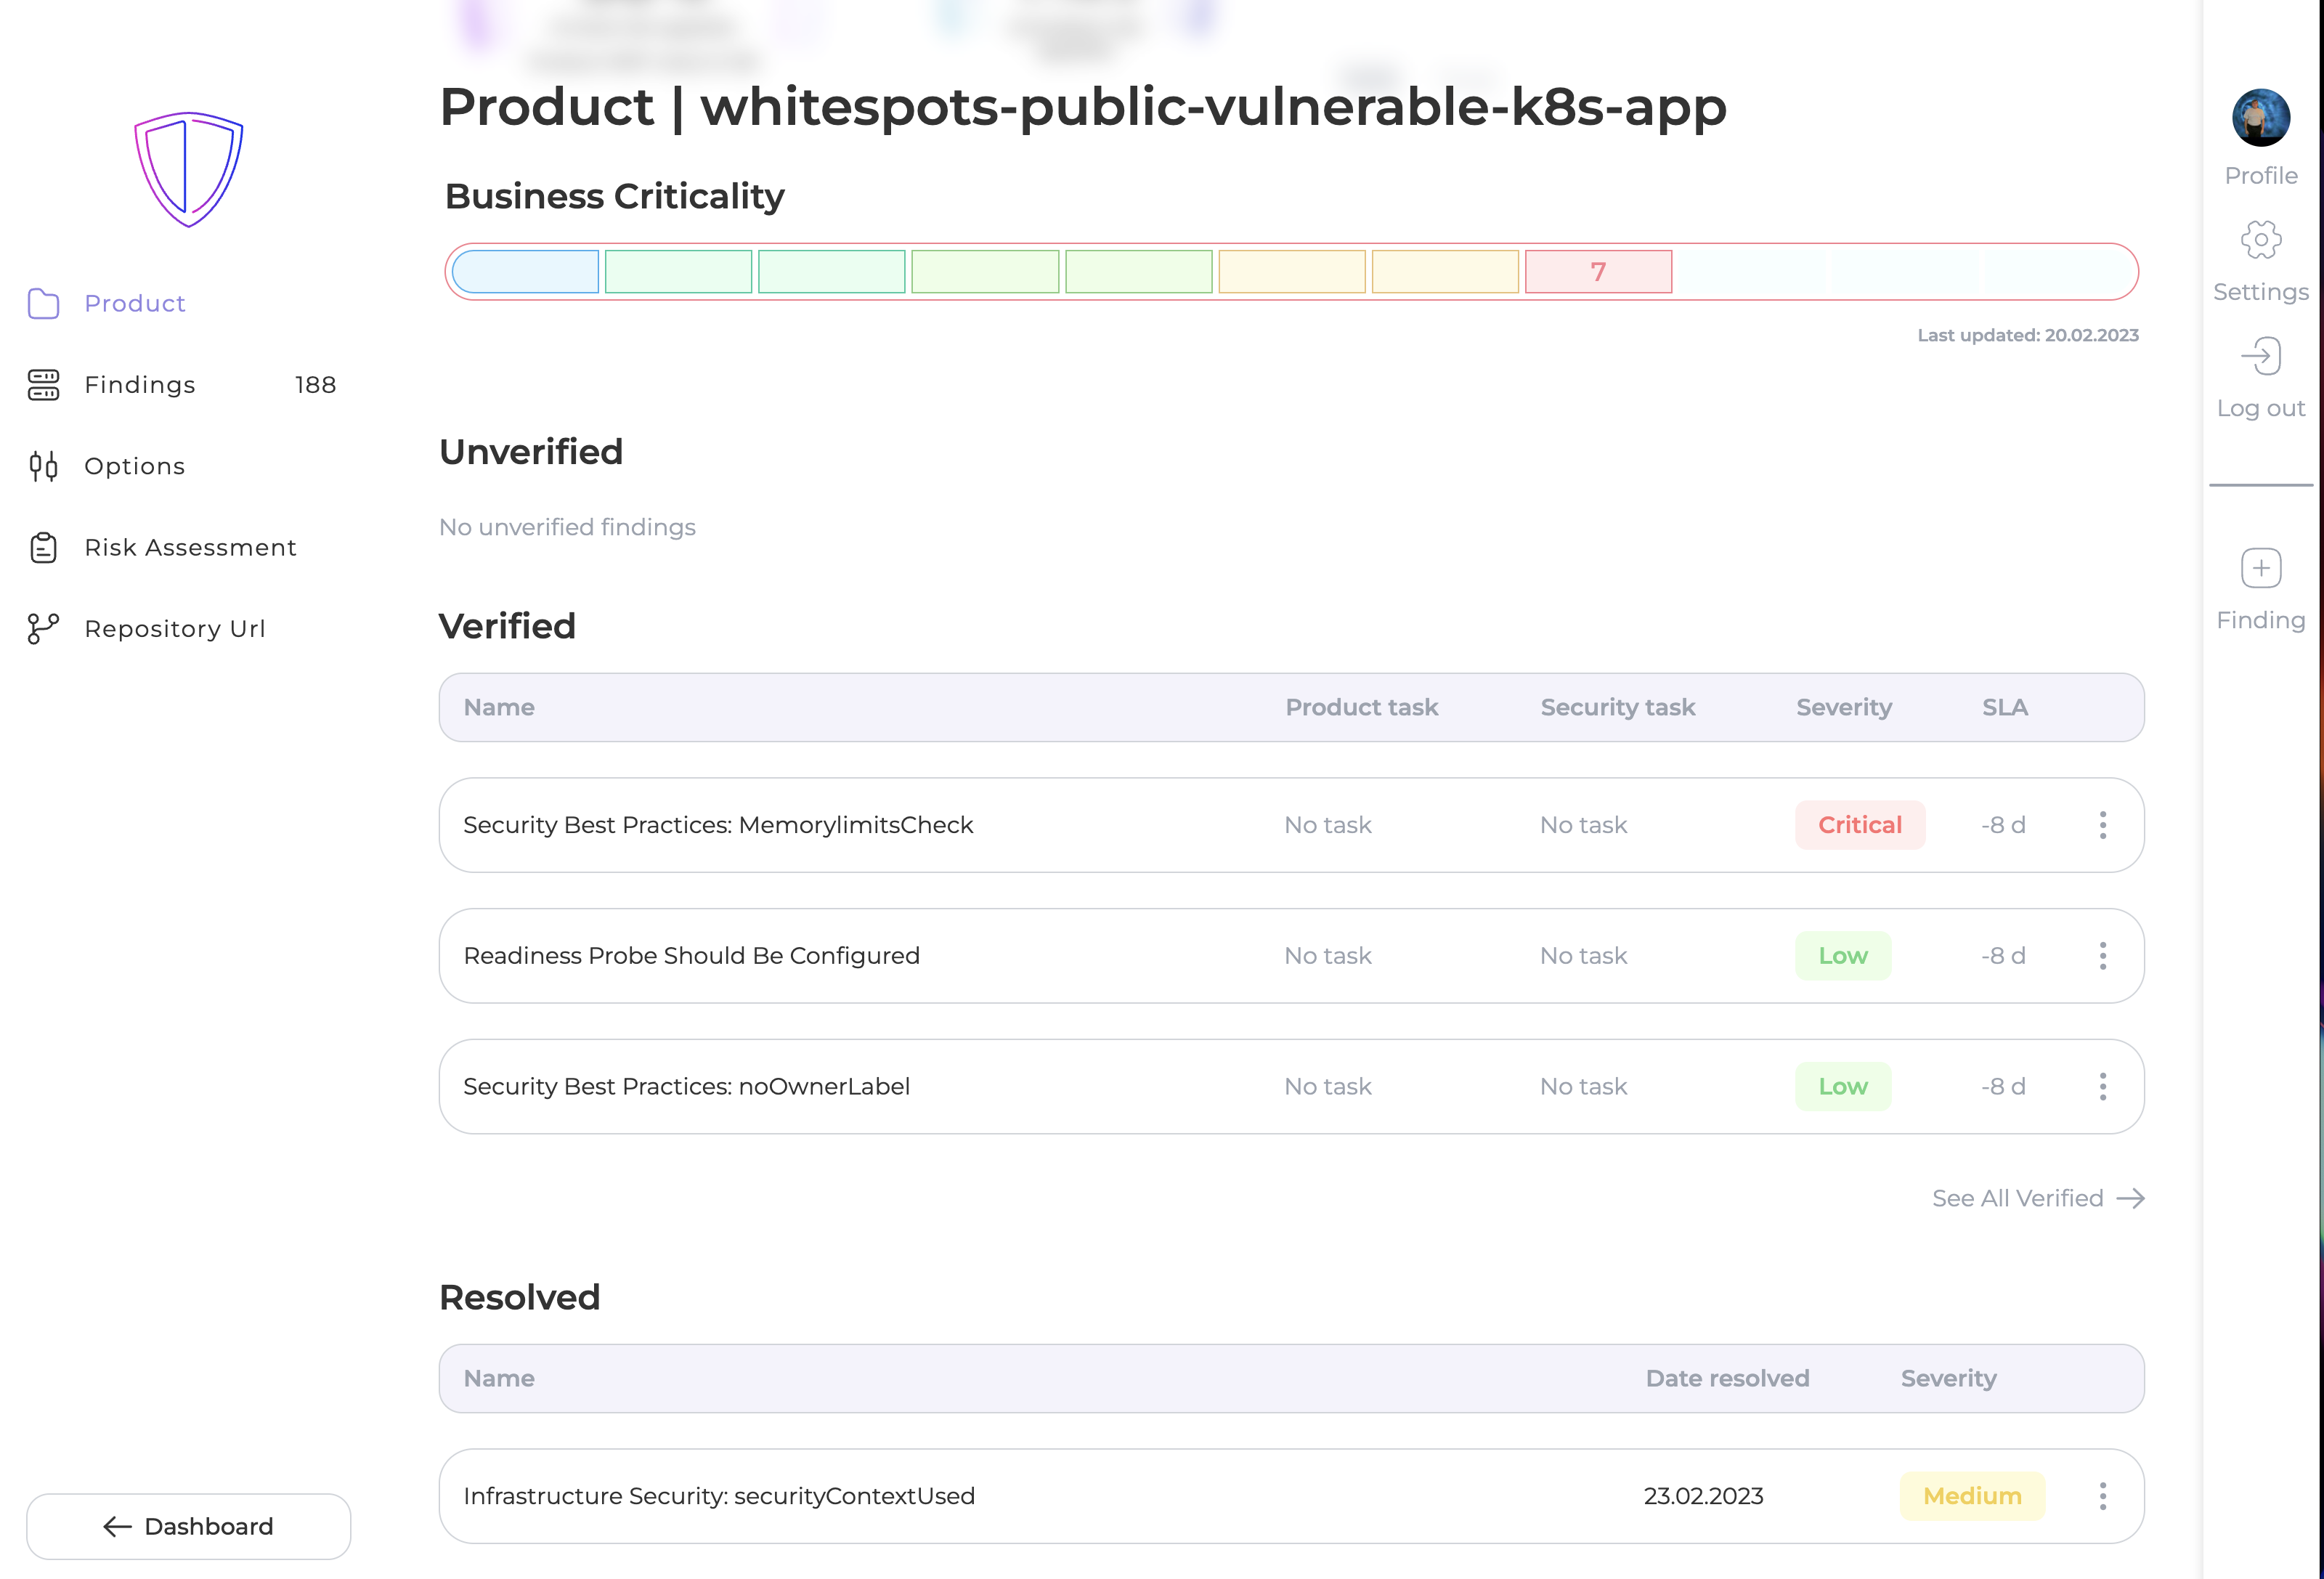 Product | whitespots-public-vulnerable-k8s-app
Business Criticality
7
Last updated: 20.02.2023
Product
Findings 188
Options
Risk Assessment
Repository Url
Dashboard
Unverified
No unverified findings
Verified
Name Product task Security task Severity SLA
Security Best Practices: MemorylimitsCheck No task No task Critical -8 d
Readiness Probe Should Be Configured No task No task Low -8 d
Security Best Practices: noOwnerLabel No task No task Low -8 d
See All Verified
Resolved
Name Date resolved Severity
Infrastructure Security: securityContextUsed 23.02.2023 Medium
Profile
Settings
Log out
Finding